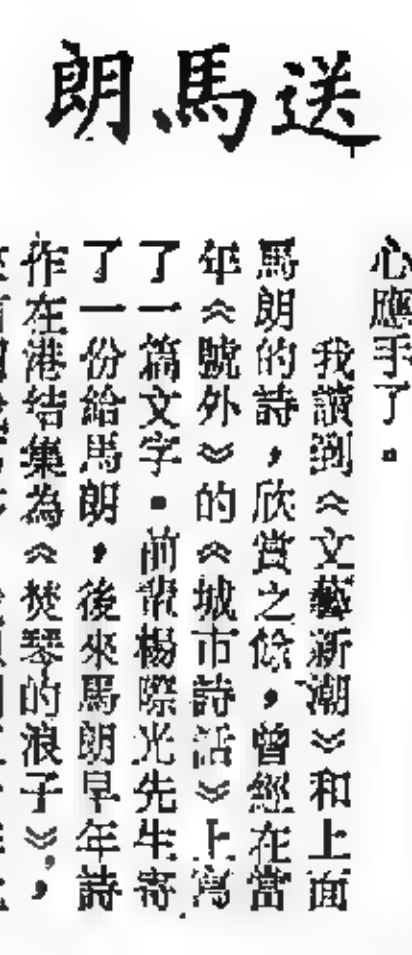 送馬朗
心應手了。
我讀到《文藝新潮》和上面
馬朗的詩，欣賞之餘，曾經在當
年《號外》的《城市詩話》上寫
了一篇文字。前輩楊際光先生寄
了一份給馬朗，後來馬朗早年詩
作在港結集為《焚琴的浪子》，